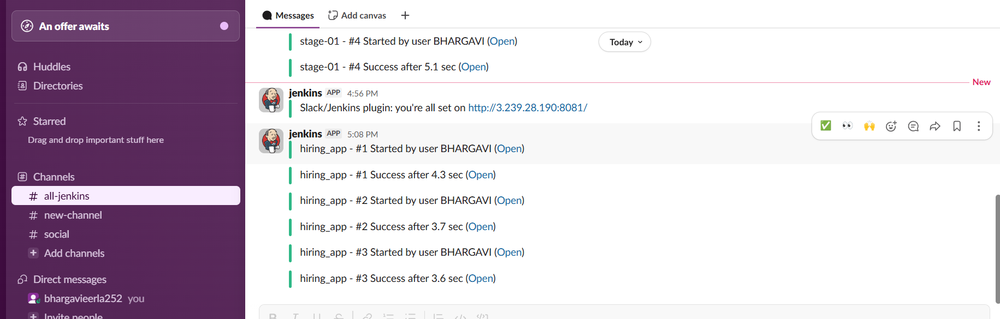 An offer awaits
Huddles
Directories
Starred
Drag and drop important stuff here
Channels
# all-jenkins
# new-channel
# social
+ Add channels
Direct messages
bhargavieerla252 you
+ Invite people
Messages
Add canvas
+
stage-01 - #4 Started by user BHARGAVI (Open)
Today
stage-01 - #4 Success after 5.1 sec (Open)
New
jenkins APP 4:56 PM
Slack/Jenkins plugin: you're all set on http://3.239.28.190:8081/
jenkins APP 5:08 PM
hiring_app - #1 Started by user BHARGAVI (Open)
hiring_app - #1 Success after 4.3 sec (Open)
hiring_app - #2 Started by user BHARGAVI (Open)
hiring_app - #2 Success after 3.7 sec (Open)
hiring_app - #3 Started by user BHARGAVI (Open)
hiring_app - #3 Success after 3.6 sec (Open)